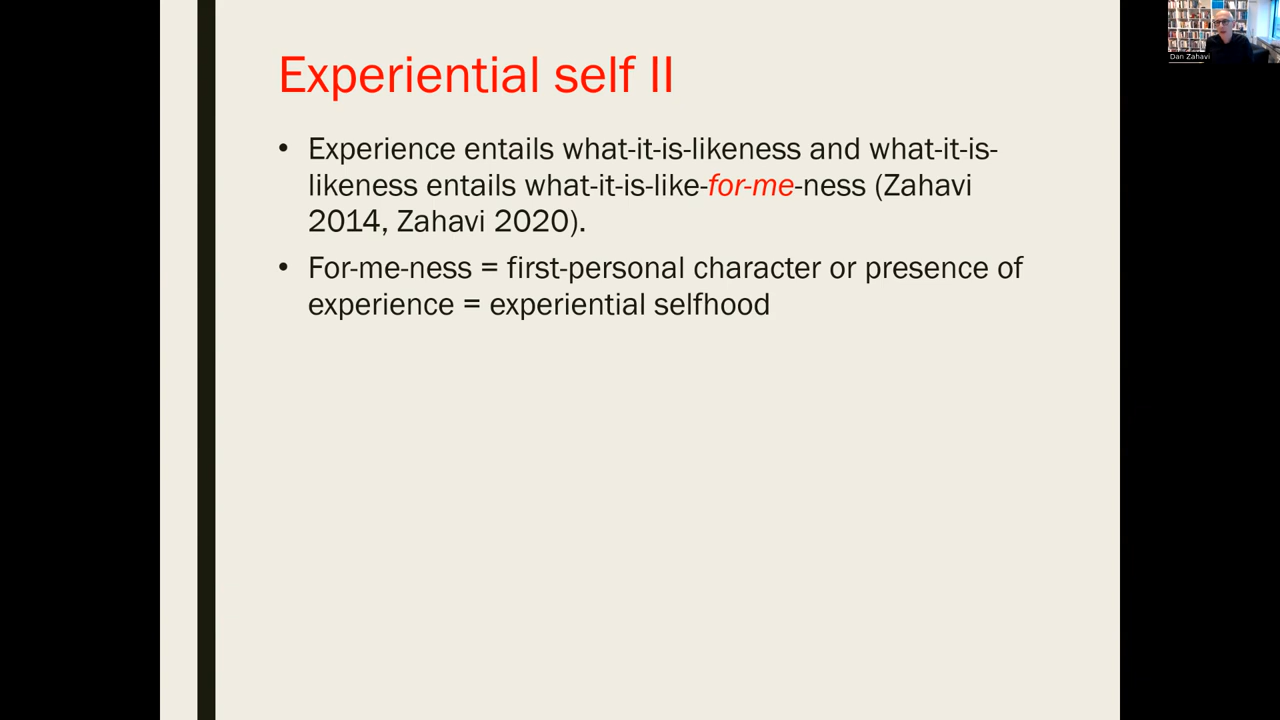 Experiential self II
• Experience entails what-it-is-likeness and what-it-is-
likeness entails what-it-is-like-for-me-ness (Zahavi
2014, Zahavi 2020).
• For-me-ness = first-personal character or presence of
experience = experiential selfhood
Dan Zahavi